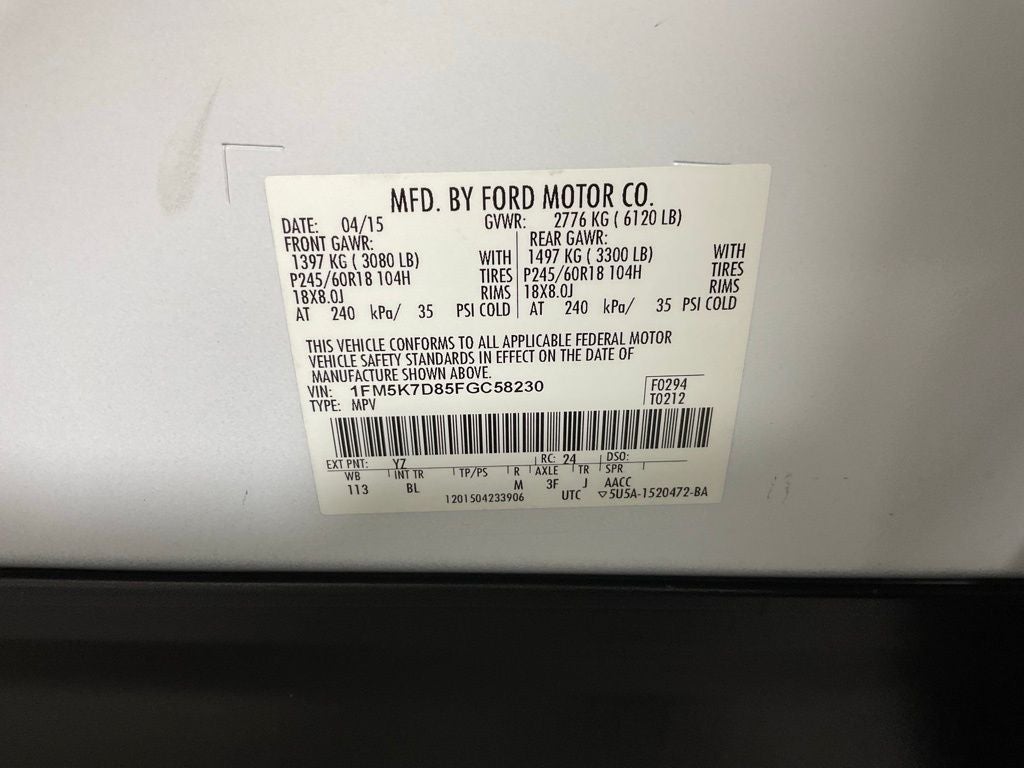 MFD. BY FORD MOTOR CO.
DATE: 04/15 GVWR: 2776 KG ( 6120 LB)
FRONT GAWR: REAR GAWR:
1397 KG ( 3080 LB) WITH 1497 KG ( 3300 LB) WITH
P245/60R18 104H TIRES P245/60R18 104H TIRES
18X8.0J RIMS 18X8.0J RIMS
AT 240 kPa/ 35 PSI COLD AT 240 kPa/ 35 PSI COLD
THIS VEHICLE CONFORMS TO ALL APPLICABLE FEDERAL MOTOR
VEHICLE SAFETY STANDARDS IN EFFECT ON THE DATE OF
MANUFACTURE SHOWN ABOVE.
VIN: 1FM5K7D85FGC58230 F0294
TYPE: MPV T0212
EXT PNT: YZ RC: 24 DSO:
WB INT TR TP/PS R AXLE TR SPR
113 BL M 3F J AACC
1201504233906 UTC ▽5U5A-1520472-BA